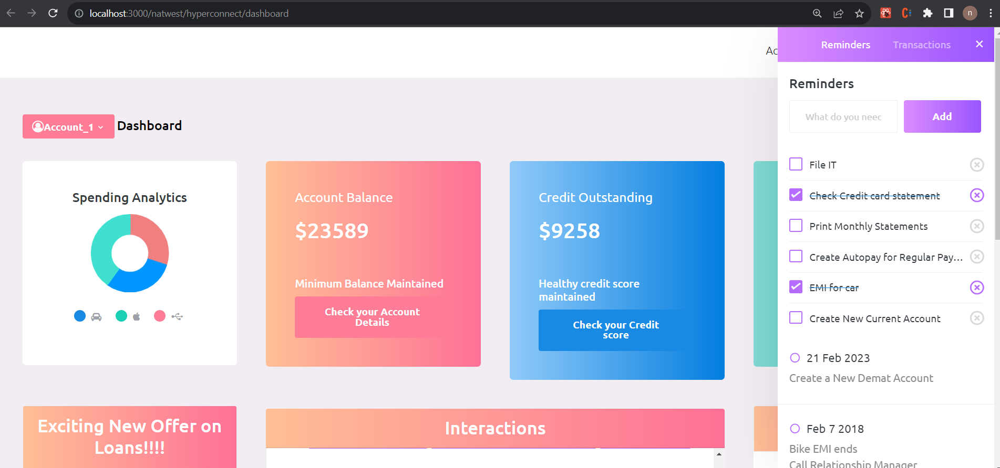 localhost:3000/natwest/hyperconnect/dashboard
n
Ac
Account_1
Dashboard
Spending Analytics
Account Balance
$23589
Minimum Balance Maintained
Check your Account
Details
Credit Outstanding
$9258
Healthy credit score
maintained
Check your Credit
score
Exciting New Offer on
Loans!!!!
Interactions
Reminders
Transactions
Reminders
What do you need
Add
File IT
Check Credit card statement
Print Monthly Statements
Create Autopay for Regular Pay...
EMI for car
Create New Current Account
21 Feb 2023
Create a New Demat Account
Feb 7 2018
Bike EMI ends
Call Relationship Manager